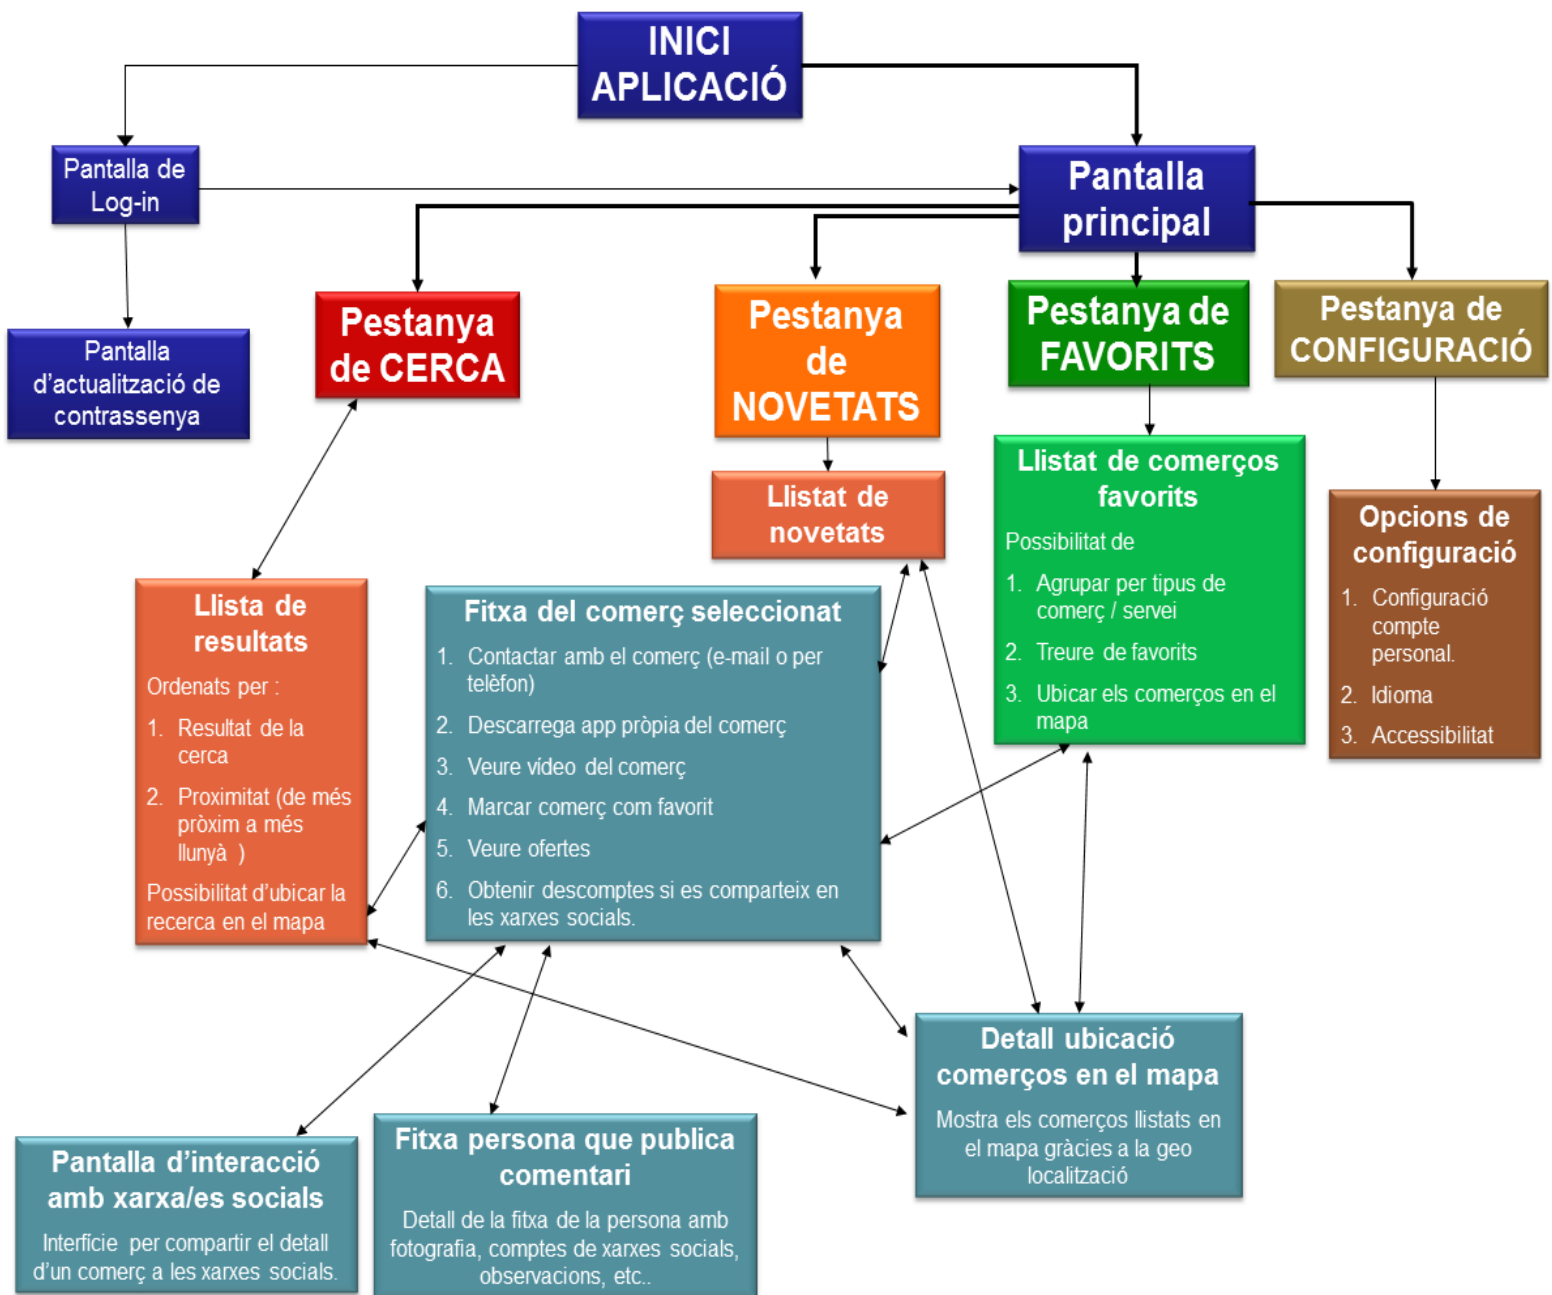 INICI
APLICACIÓ
Pantalla de
Log-in
Pantalla
principal
Pantalla
d'actualització de
contrassenya
Pestanya
de CERCA
Pestanya
de
NOVETATS
Pestanya de
FAVORITS
Pestanya de
CONFIGURACIÓ
Llistat de
novetats
Llistat de comerços
favorits
Possibilitat de
1. Agrupar per tipus de
comerç / servei
2. Treure de favorits
3. Ubicar els comerços en el
mapa
Opcions de
configuració
1. Configuració
compte
personal.
2. Idioma
3. Accessibilitat
Llista de
resultats
Ordenats per :
1. Resultat de la
cerca
2. Proximitat (de més
pròxim a més
llunyà )
Possibilitat d'ubicar la
recerca en el mapa
Fitxa del comerç seleccionat
1. Contactar amb el comerç (e-mail o per
telèfon)
2. Descarrega app pròpia del comerç
3. Veure vídeo del comerç
4. Marcar comerç com favorit
5. Veure ofertes
6. Obtenir descomptes si es comparteix en
les xarxes socials.
Detall ubicació
comerços en el mapa
Mostra els comerços llistats en
el mapa gràcies a la geo
localització
Pantalla d'interacció
amb xarxa/es socials
Interfície per compartir el detall
d'un comerç a les xarxes socials.
Fitxa persona que publica
comentari
Detall de la fitxa de la persona amb
fotografia, comptes de xarxes socials,
observacions, etc..